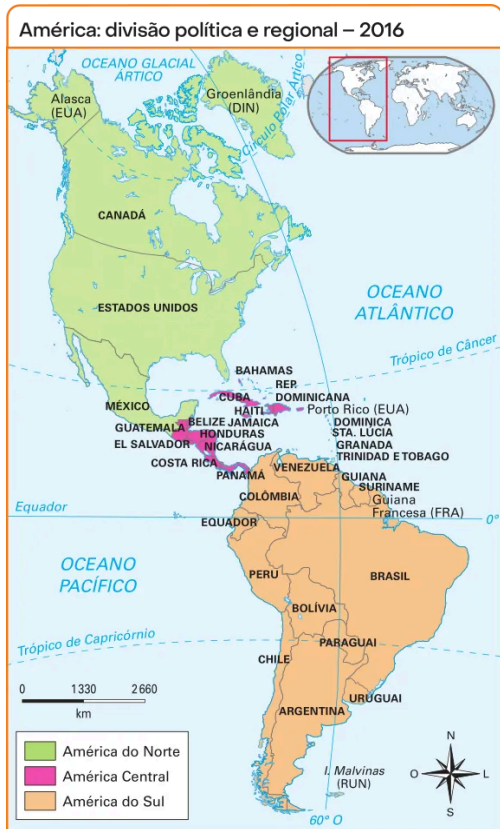 América: divisão política e regional – 2016
OCEANO GLACIAL
ÁRTICO
Alasca
(EUA)
Groenlândia
(DIN)
Círculo Polar Ártico
CANADÁ
ESTADOS UNIDOS
OCEANO
ATLÂNTICO
Trópico de Câncer
BAHAMAS
REP.
DOMINICANA
CUBA
HAITI
Porto Rico (EUA)
MÉXICO
BELIZE
JAMAICA
DOMINICA
GUATEMALA
HONDURAS
STA. LÚCIA
EL SALVADOR
NICARÁGUA
GRANADA
TRINIDAD E TOBAGO
COSTA RICA
PANAMÁ
VENEZUELA
GUIANA
SURINAME
COLÔMBIA
Guiana
Francesa (FRA)
Equador
0°
EQUADOR
OCEANO
PACÍFICO
PERU
BRASIL
BOLÍVIA
Trópico de Capricórnio
PARAGUAI
CHILE
0 1330 2660
km
URUGUAI
ARGENTINA
América do Norte
América Central
América do Sul
I. Malvinas
(RUN)
60° O
N
O
L
S